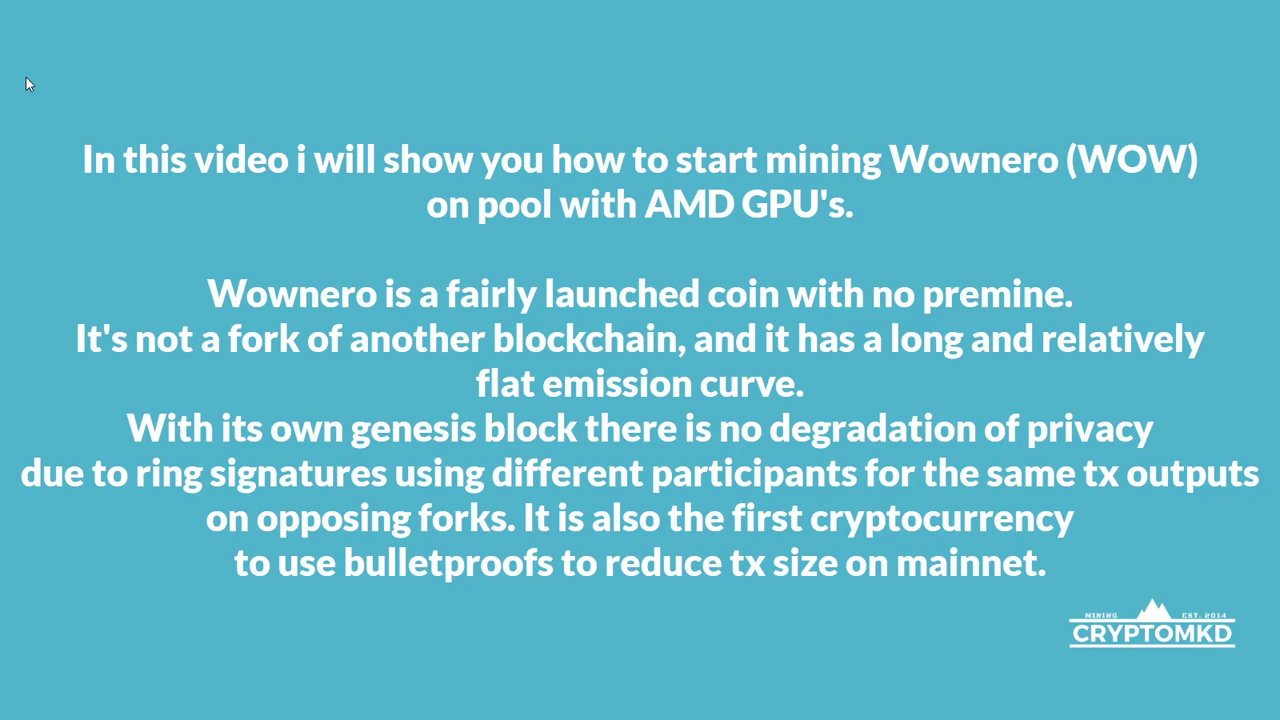 In this video i will show you how to start mining Wownero (WOW)
on pool with AMD GPU's.
Wownero is a fairly launched coin with no premine.
It's not a fork of another blockchain, and it has a long and relatively
flat emission curve.
With its own genesis block there is no degradation of privacy
due to ring signatures using different participants for the same tx outputs
on opposing forks. It is also the first cryptocurrency
to use bulletproofs to reduce tx size on mainnet.
MINING EST. 2014
CRYPTOMKD